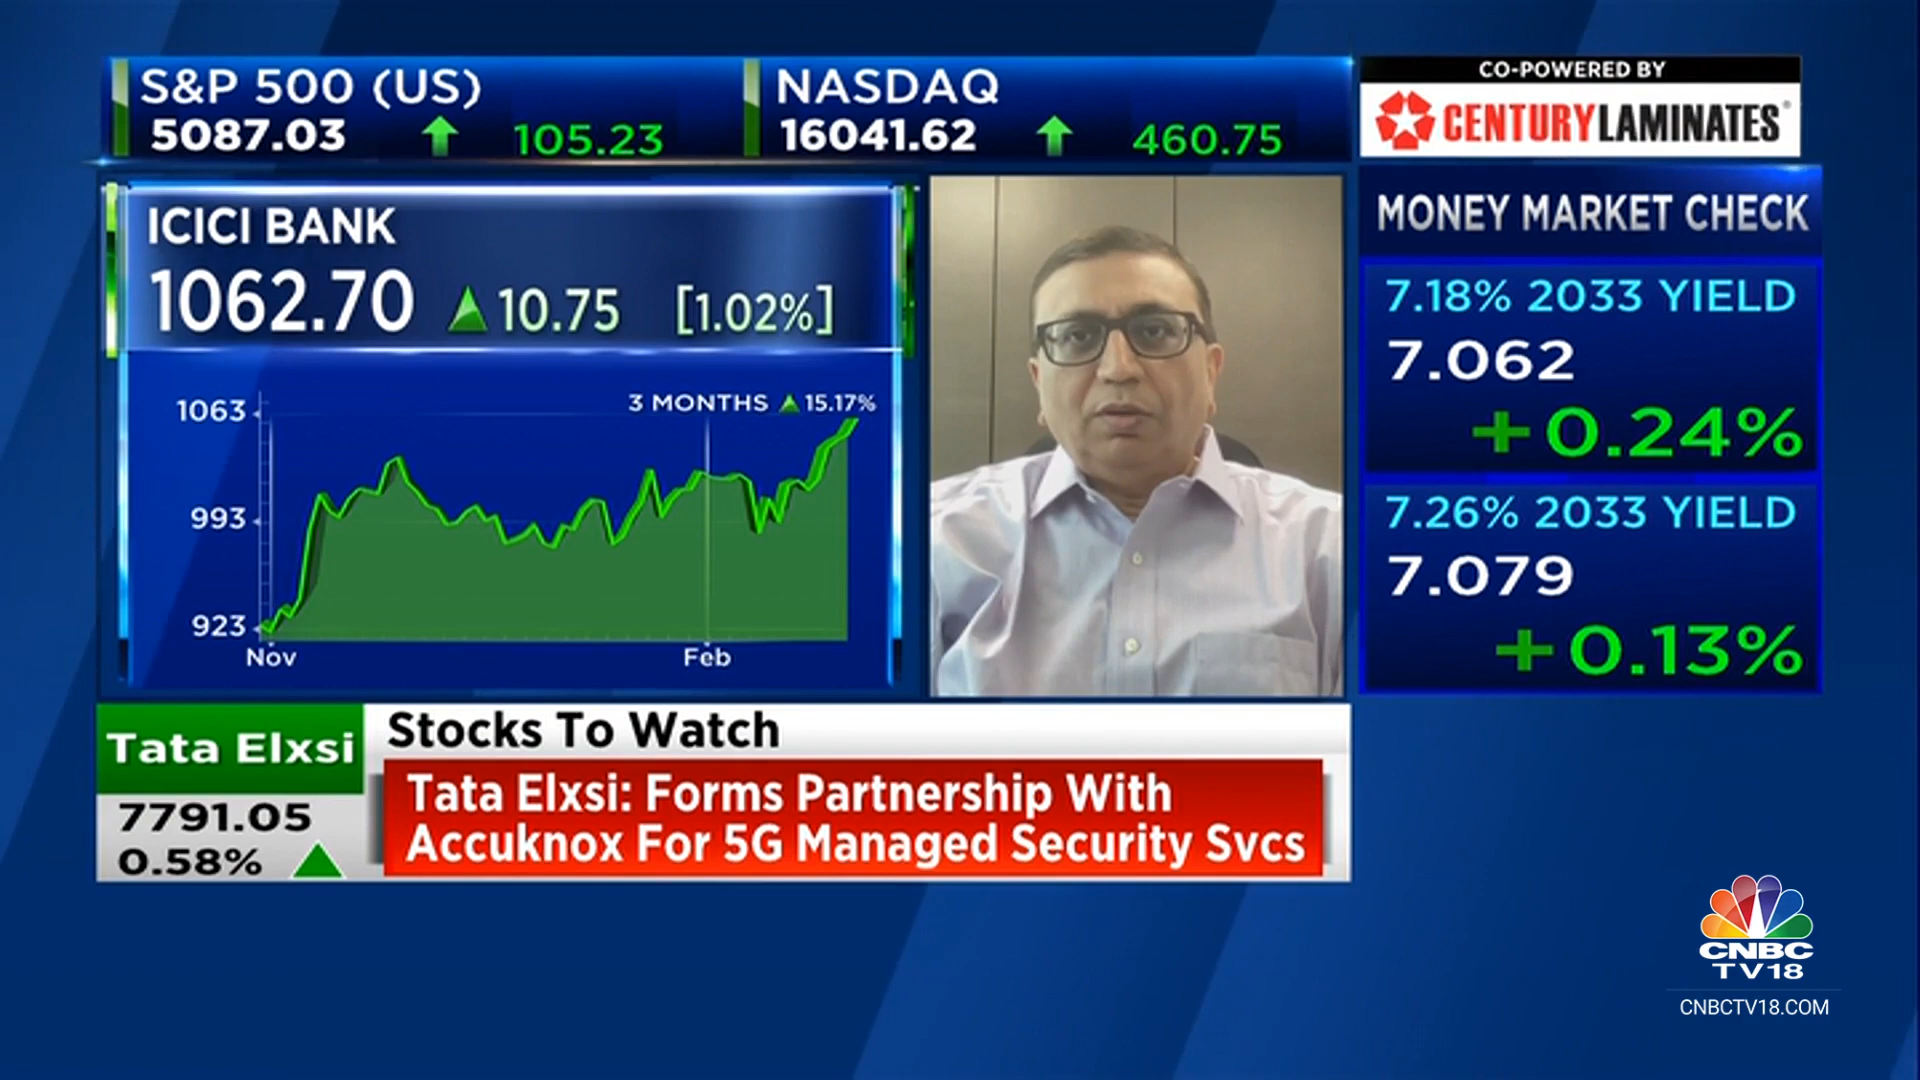 S&P 500 (US)
5087.03 105.23
NASDAQ
16041.62 460.75
CO-POWERED BY
CENTURYLAMINATES®
ICICI BANK
1062.70 10.75 [1.02%]
3 MONTHS 15.17%
1063
993
923
Nov Feb
MONEY MARKET CHECK
7.18% 2033 YIELD
7.062
+0.24%
7.26% 2033 YIELD
7.079
+0.13%
Tata Elxsi
7791.05
0.58%
Stocks To Watch
Tata Elxsi: Forms Partnership With
Accuknox For 5G Managed Security Svcs
CNBC
TV18
CNBCTV18.COM